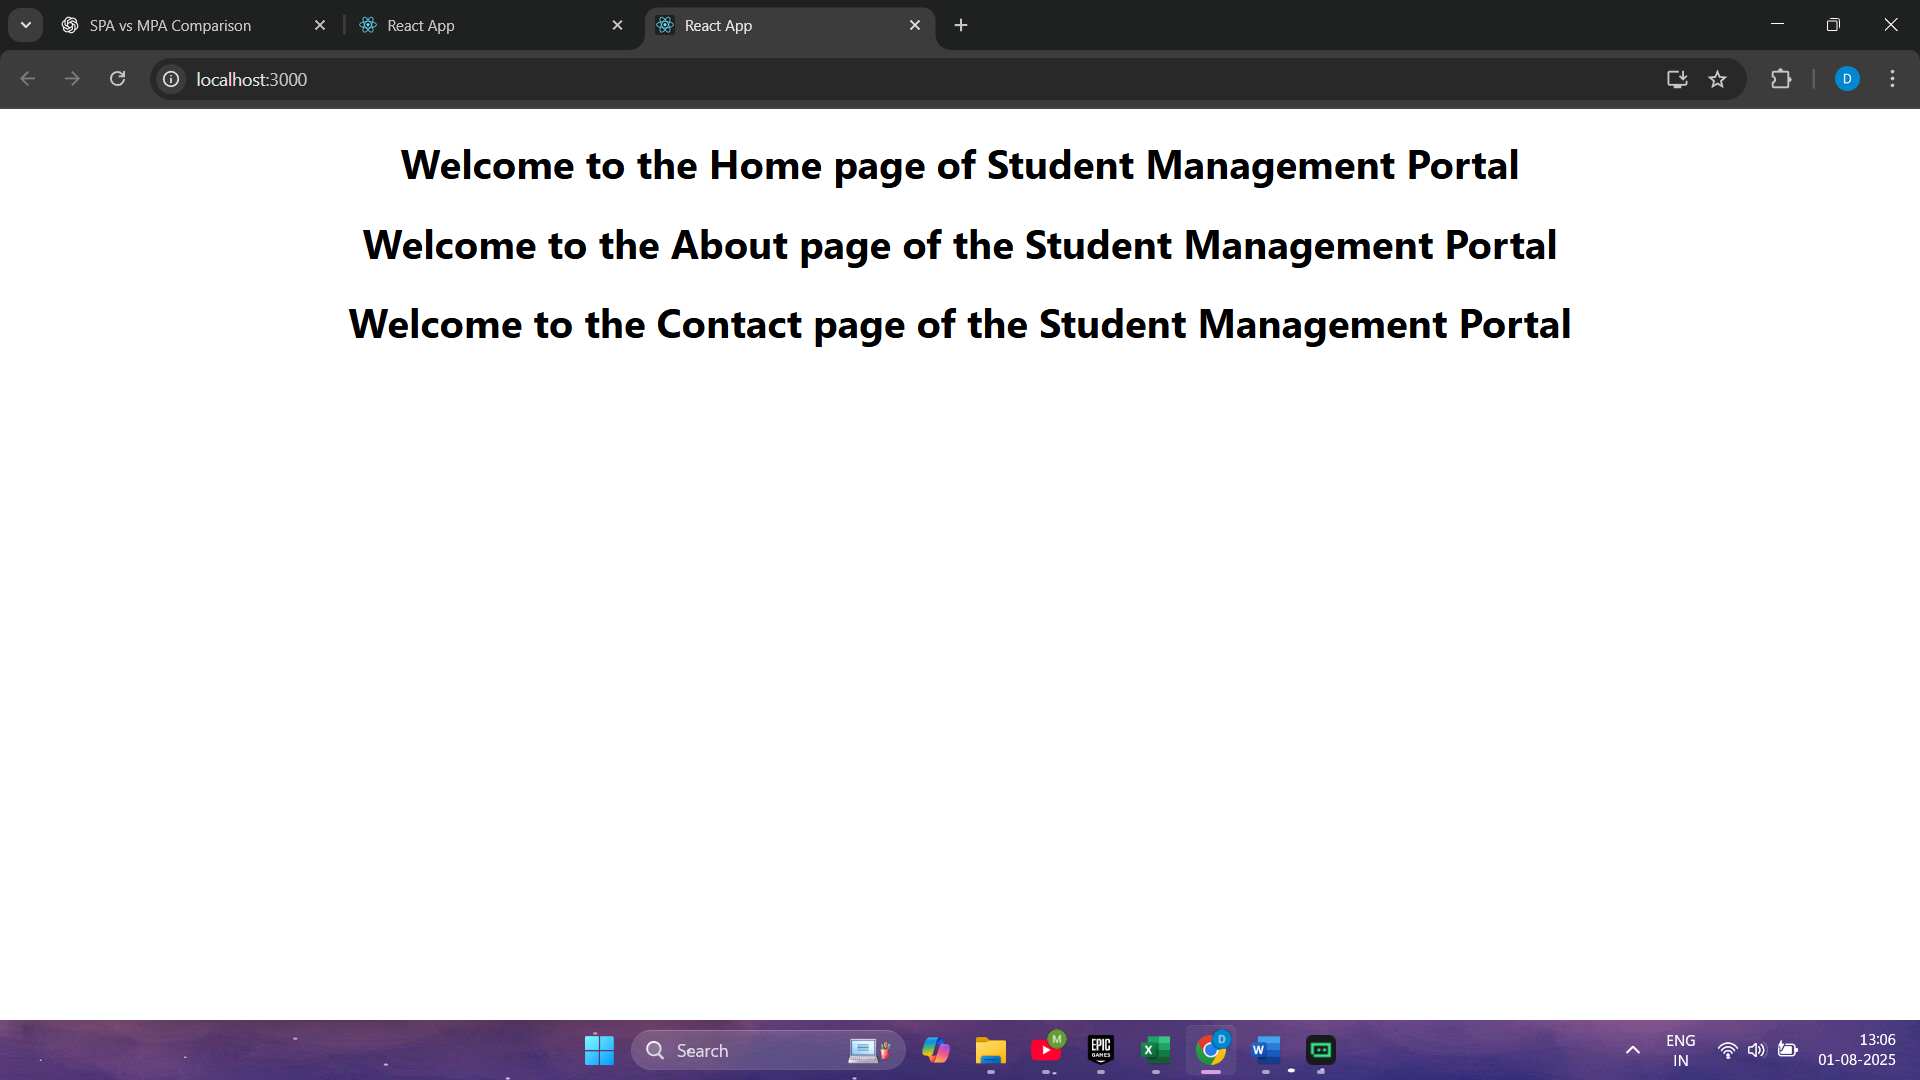 SPA vs MPA Comparison
React App
React App
localhost:3000
D
Welcome to the Home page of Student Management Portal
Welcome to the About page of the Student Management Portal
Welcome to the Contact page of the Student Management Portal
Search
M
EPIC
GAMES
X
D
W
ENG
IN
13:06
01-08-2025